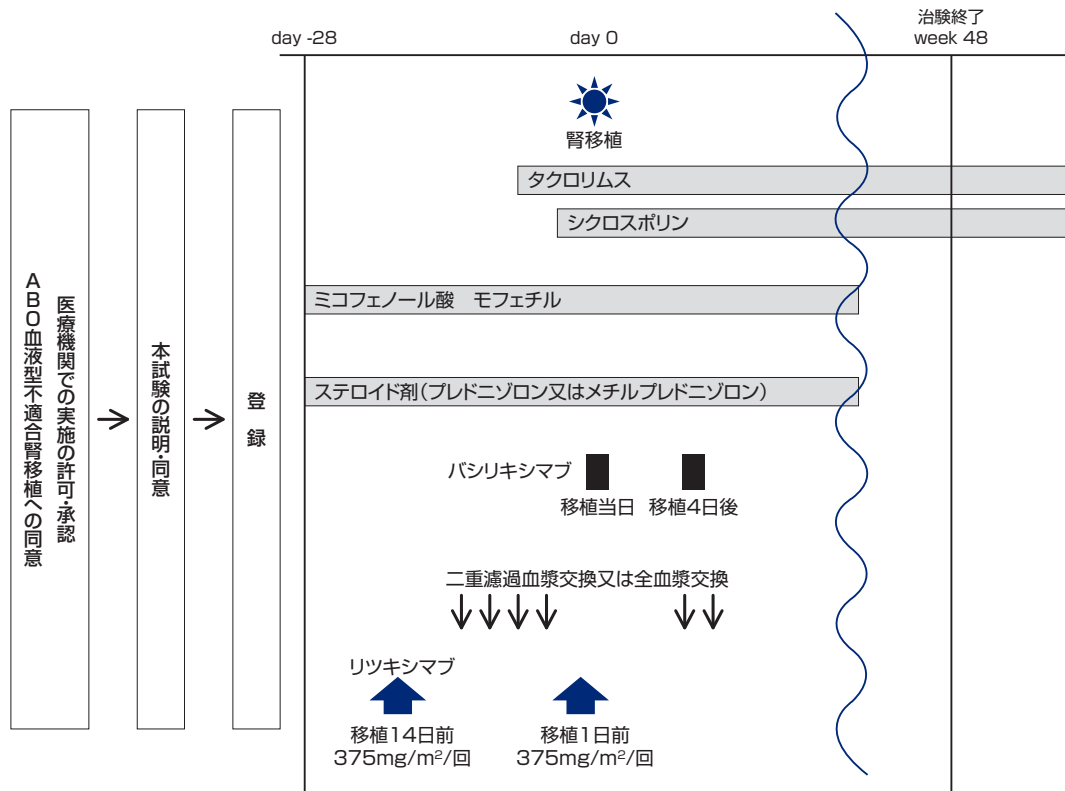 day -28
day 0
治験終了
week 48
腎移植
タクロリムス
シクロスポリン
ミコフェノール酸　モフェチル
ステロイド剤（プレドニゾロン又はメチルプレドニゾロン）
バシリキシマブ
移植当日
移植4日後
二重濾過血漿交換又は全血漿交換
リツキシマブ
移植14日前
375mg/m²/回
移植1日前
375mg/m²/回
医療機関での実施の許可・承認
ABO血液型不適合腎移植への同意
本試験の説明・同意
登録